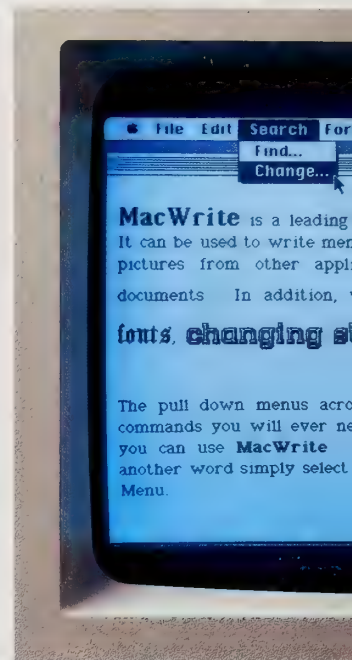 File Edit Search For
Find...
Change...
MacWrite is a leading
It can be used to write mem
pictures from other appli
documents In addition,
fonts, changing st
The pull down menus acro
commands you will ever ne
you can use MacWrite
another word simply select
Menu.